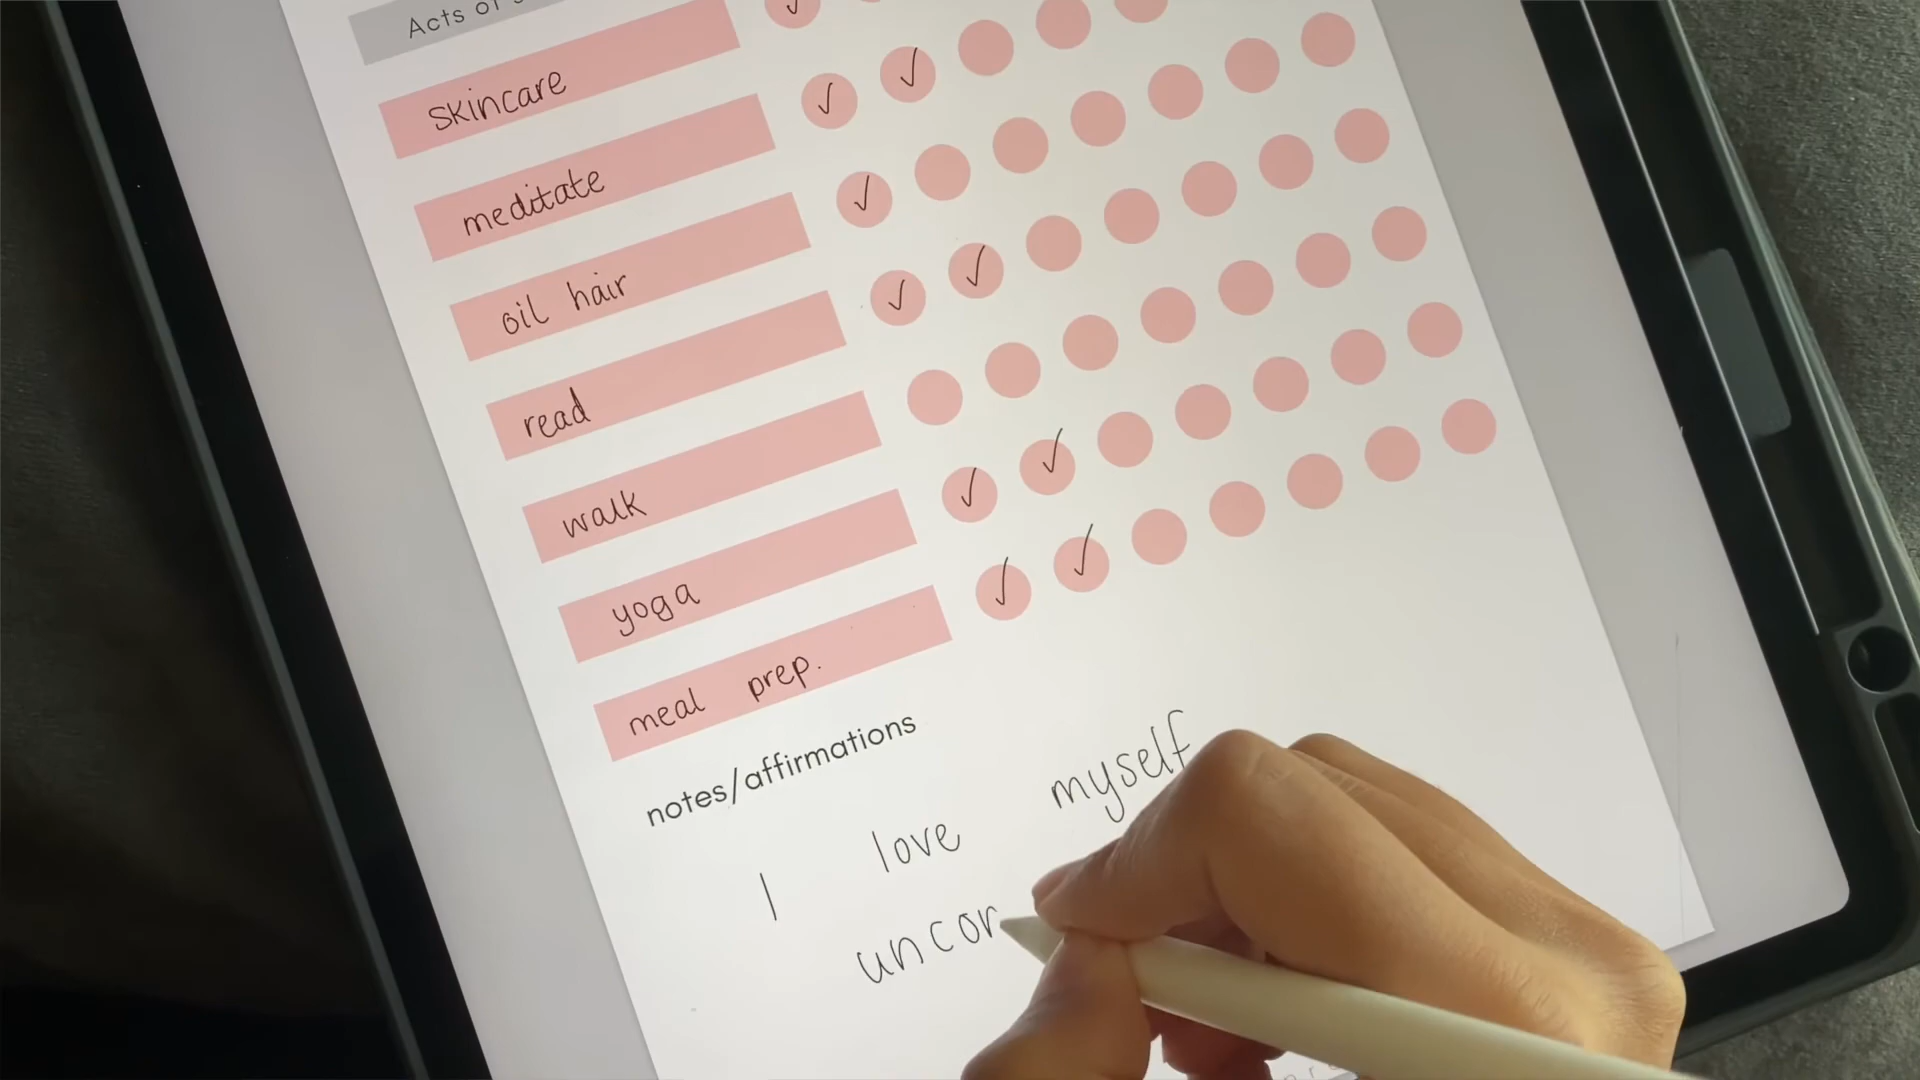 Acts of
skincare
meditate
oil hair
read
walk
yoga
meal prep.
notes/affirmations
I love myself
uncon